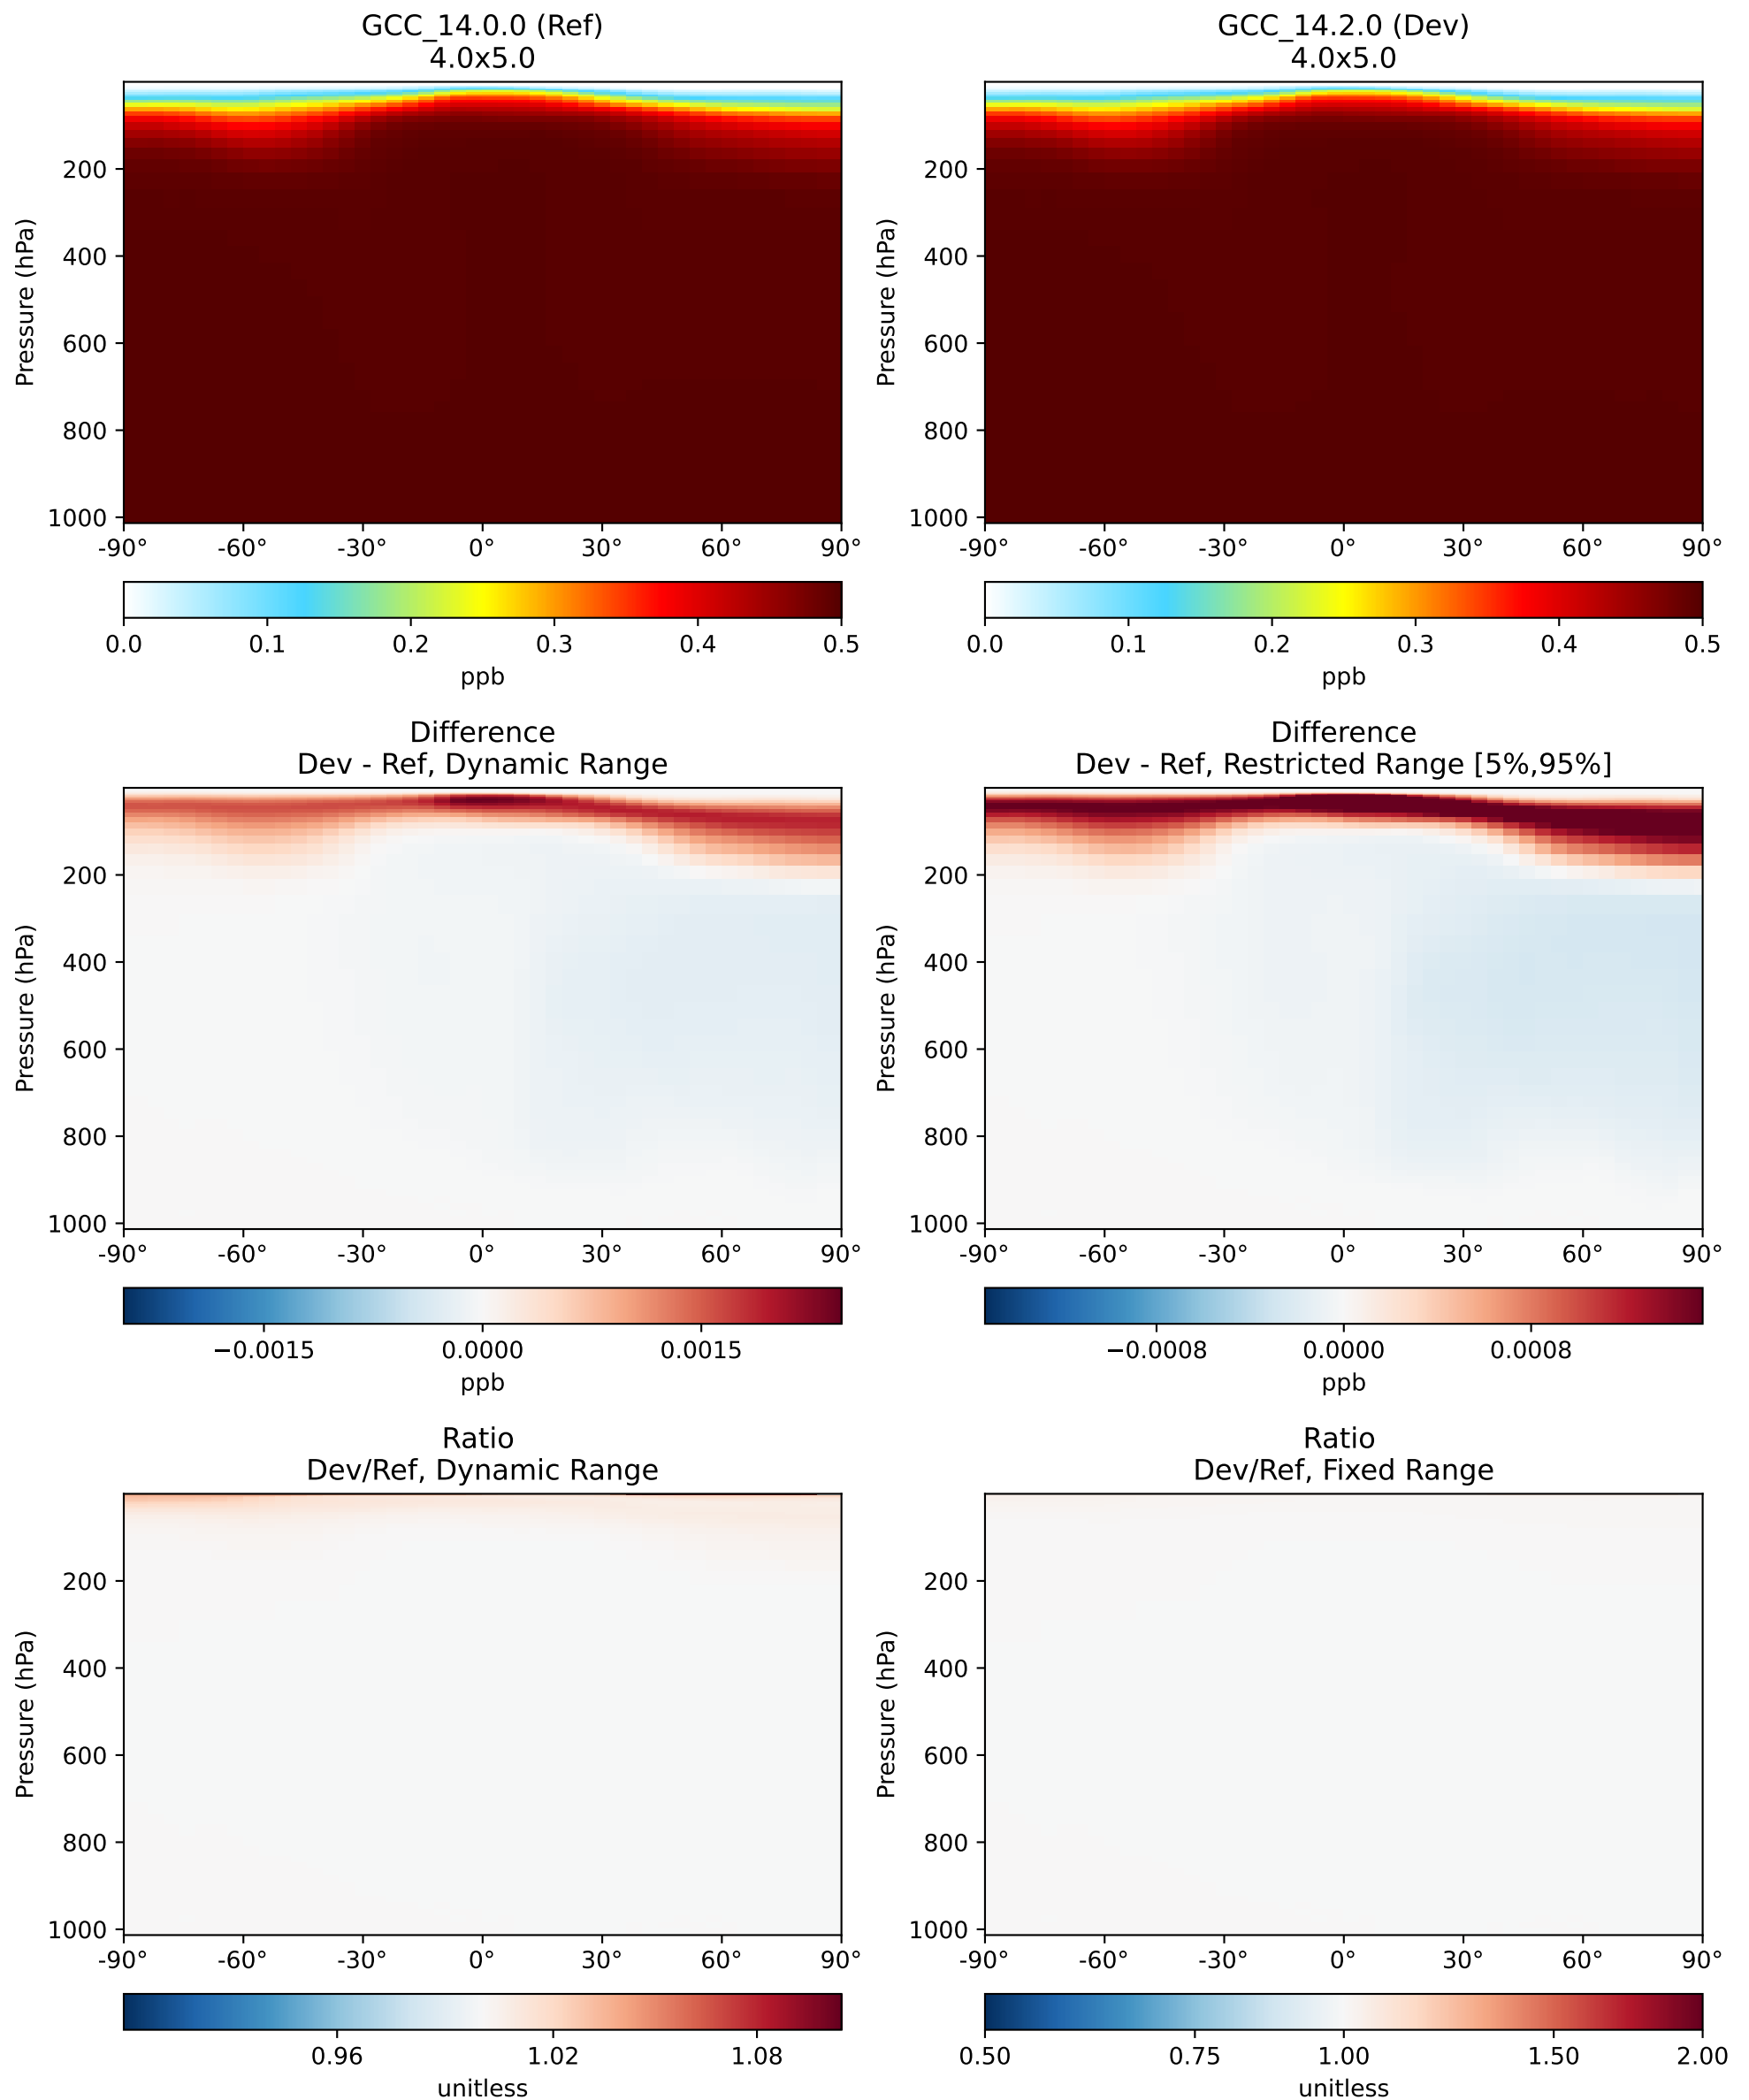 GCC_14.0.0 (Ref)
4.0x5.0
Pressure (hPa)
200
400
600
800
1000
-90° -60° -30° 0° 30° 60° 90°
0.0 0.1 0.2 0.3 0.4 0.5
ppb
GCC_14.2.0 (Dev)
4.0x5.0
Pressure (hPa)
200
400
600
800
1000
-90° -60° -30° 0° 30° 60° 90°
0.0 0.1 0.2 0.3 0.4 0.5
ppb
Difference
Dev - Ref, Dynamic Range
Pressure (hPa)
200
400
600
800
1000
-90° -60° -30° 0° 30° 60° 90°
−0.0015 0.0000 0.0015
ppb
Difference
Dev - Ref, Restricted Range [5%,95%]
Pressure (hPa)
200
400
600
800
1000
-90° -60° -30° 0° 30° 60° 90°
−0.0008 0.0000 0.0008
ppb
Ratio
Dev/Ref, Dynamic Range
Pressure (hPa)
200
400
600
800
1000
-90° -60° -30° 0° 30° 60° 90°
0.96 1.02 1.08
unitless
Ratio
Dev/Ref, Fixed Range
Pressure (hPa)
200
400
600
800
1000
-90° -60° -30° 0° 30° 60° 90°
0.50 0.75 1.00 1.50 2.00
unitless